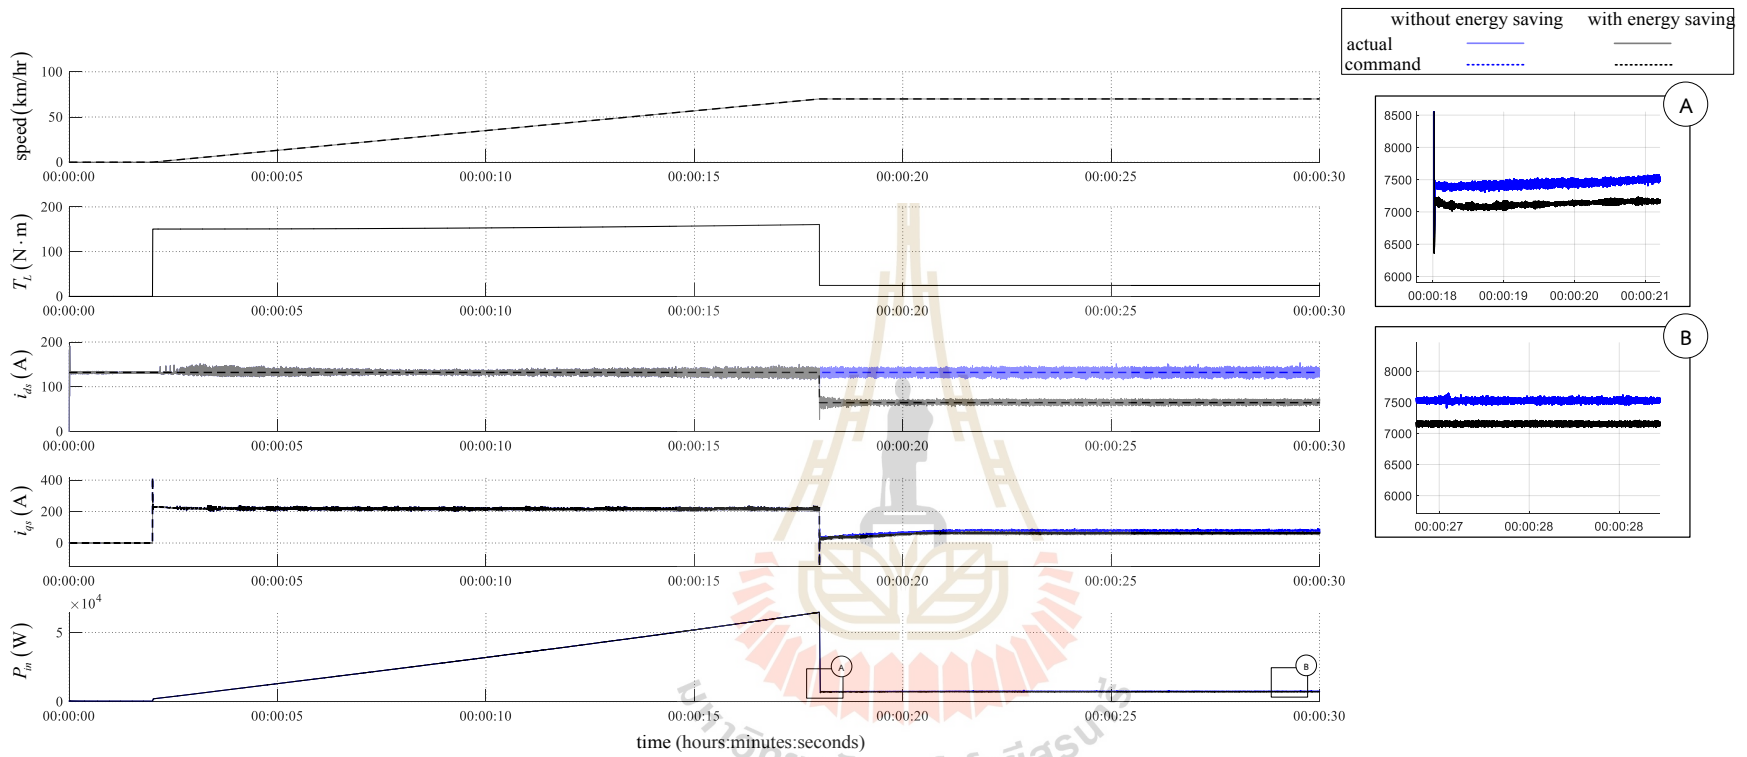 without energy saving with energy saving
actual
command
speed(km/hr)
100
50
0
00:00:00 00:00:05 00:00:10 00:00:15 00:00:20 00:00:25 00:00:30
T_L (N·m)
200
100
0
00:00:00 00:00:05 00:00:10 00:00:15 00:00:20 00:00:25 00:00:30
i_ds (A)
200
100
0
00:00:00 00:00:05 00:00:10 00:00:15 00:00:20 00:00:25 00:00:30
i_qs (A)
400
200
0
00:00:00 00:00:05 00:00:10 00:00:15 00:00:20 00:00:25 00:00:30
P_in (W)
×10⁴
5
0
A
B
00:00:00 00:00:05 00:00:10 00:00:15 00:00:20 00:00:25 00:00:30
time (hours:minutes:seconds)
A
8500
8000
7500
7000
6500
6000
00:00:18 00:00:19 00:00:20 00:00:21
B
8000
7500
7000
6500
6000
00:00:27 00:00:28 00:00:28